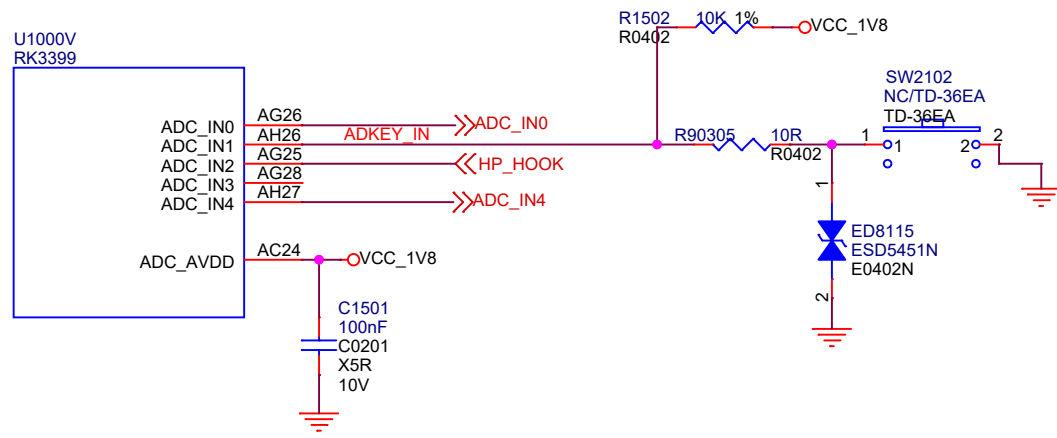 R1502 10K 1%
R0402
VCC_1V8
U1000V
RK3399
SW2102
NC/TD-36EA
TD-36EA
ADC_IN0 AG26 ADC_IN0
ADC_IN1 AH26 ADKEY_IN
R90305 10R
R0402
1 1 2 2
ADC_IN2 AG25 HP_HOOK
ADC_IN3 AG28
ADC_IN4 AH27 ADC_IN4
1
ED8115
ESD5451N
E0402N
2
ADC_AVDD AC24 VCC_1V8
C1501
100nF
C0201
X5R
10V